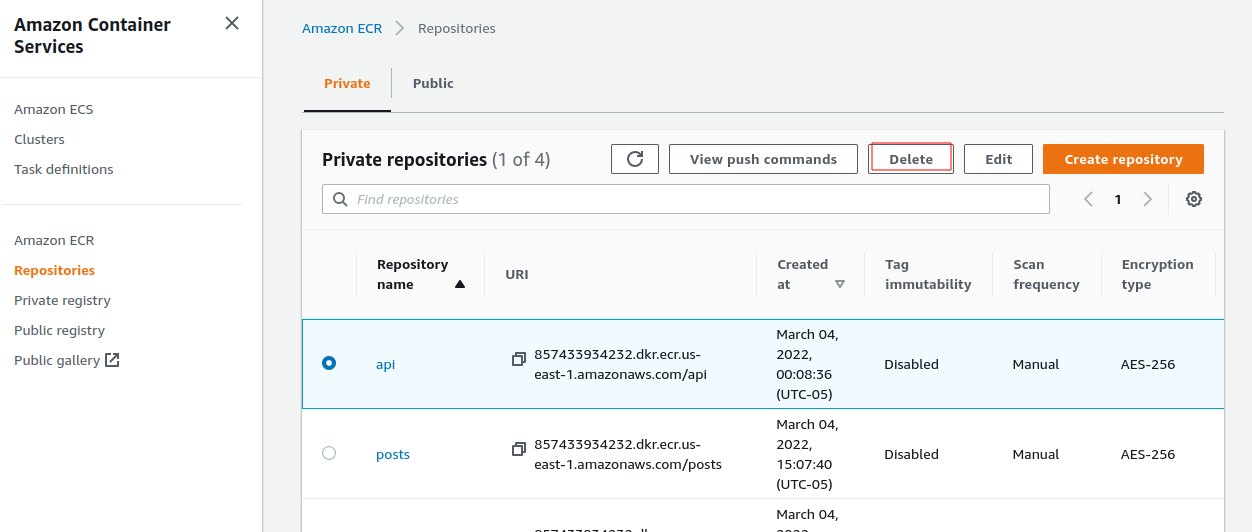 Amazon Container
Services
Amazon ECS
Clusters
Task definitions
Amazon ECR
Repositories
Private registry
Public registry
Public gallery
Amazon ECR
Repositories
Private
Public
Private repositories (1 of 4)
View push commands
Delete
Edit
Create repository
Find repositories
1
Repository
name
URI
Created
at
Tag
immutability
Scan
frequency
Encryption
type
api
857433934232.dkr.ecr.us-
east-1.amazonaws.com/api
March 04,
2022,
00:08:36
(UTC-05)
Disabled
Manual
AES-256
posts
857433934232.dkr.ecr.us-
east-1.amazonaws.com/posts
March 04,
2022,
15:07:40
(UTC-05)
Disabled
Manual
AES-256
March 04,